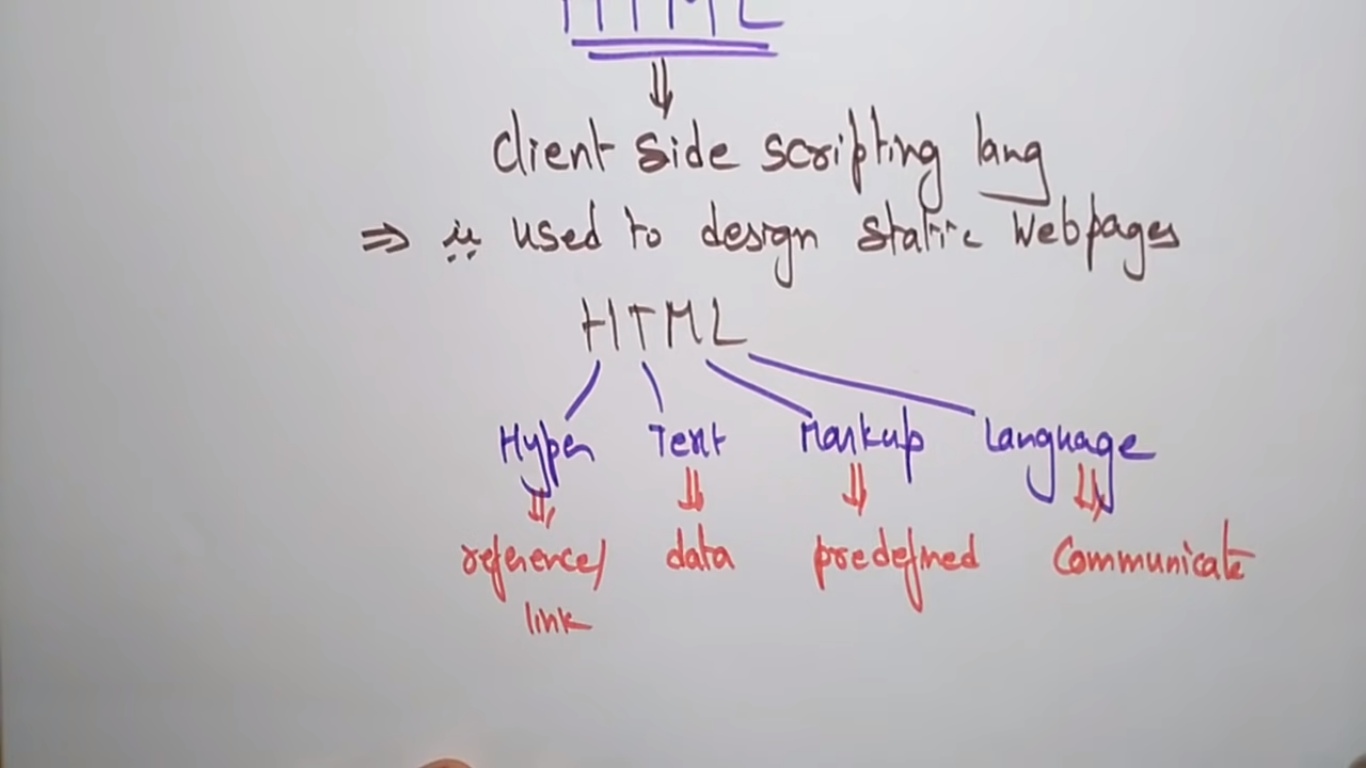 HTML
client side scripting lang
⇒ is used to design static Webpages
HTML
Hyper Text Markup Language
reference/ data predefined Communicate
link